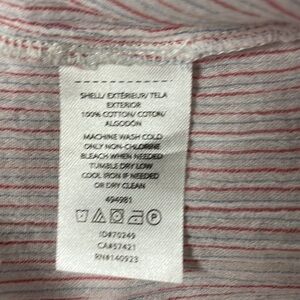 SHELL/ EXTÉRIEUR/ TELA
EXTERIOR
100% COTTON/ COTON/
ALGODÓN
MACHINE WASH COLD
ONLY NON-CHLORINE
BLEACH WHEN NEEDED
TUMBLE DRY LOW
COOL IRON IF NEEDED
OR DRY CLEAN
494981
ID#70249
CA#57421
RN#140923